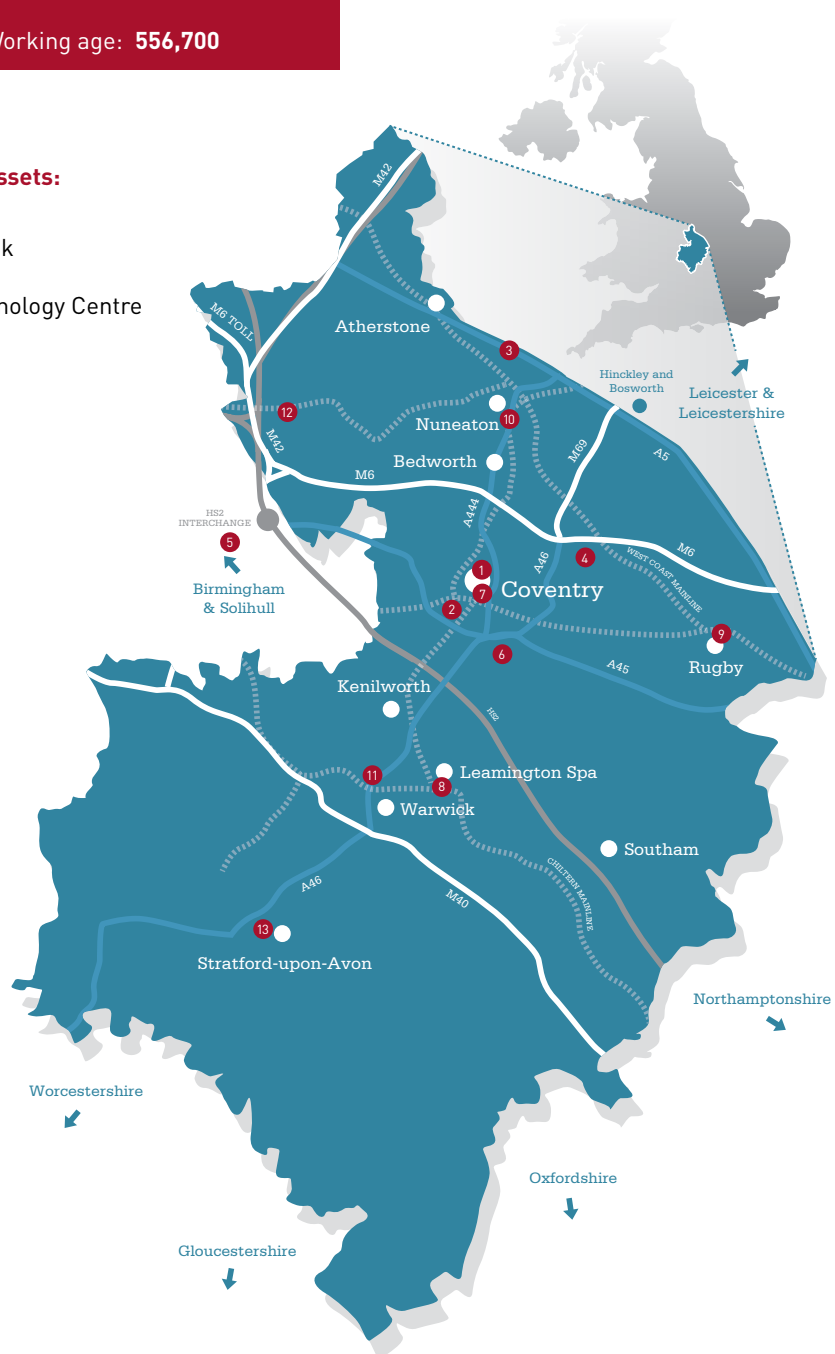 Working age: 556,700
ssets:
k
nology Centre
M42
M6 TOLL
Atherstone
3
Hinckley and
Bosworth
Leicester &
Leicestershire
12
Nuneaton
10
M42
Bedworth
M69
A5
M6
HS2
INTERCHANGE
A444
5
Birmingham
& Solihull
A46
4
WEST COAST MAINLINE
M6
1
Coventry
7
2
9
6
A45
Rugby
Kenilworth
HS2
11
Leamington Spa
8
Warwick
Southam
CHILTERN MAINLINE
A46
M40
13
Stratford-upon-Avon
Northamptonshire
Worcestershire
Oxfordshire
Gloucestershire